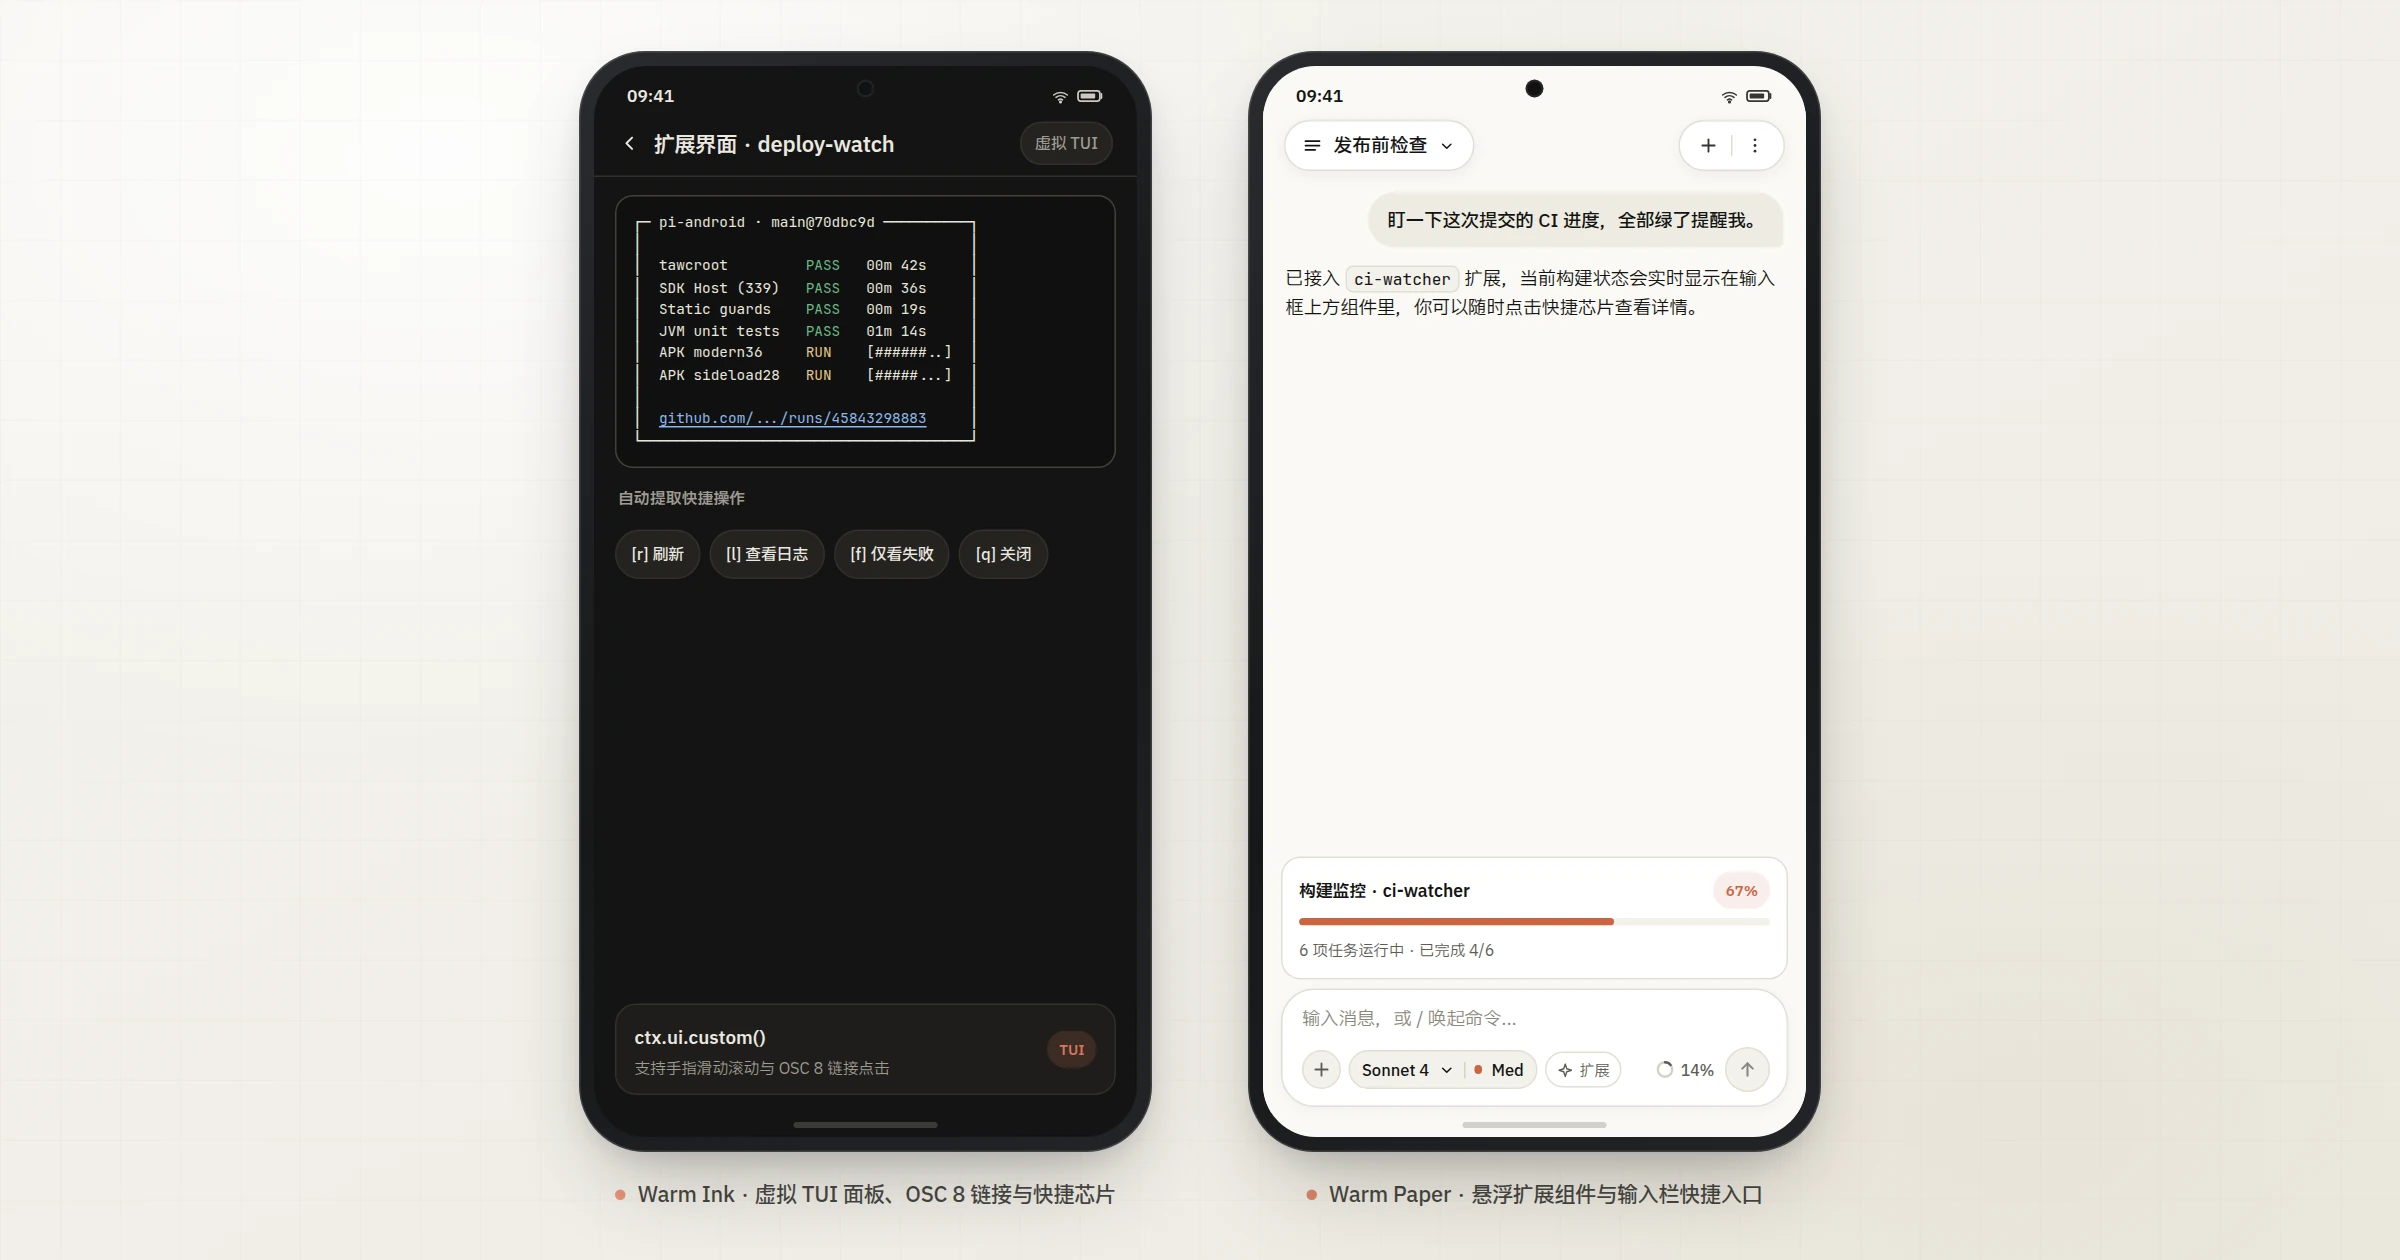 09:41
扩展界面 · deploy-watch
虚拟 TUI
pi-android · main@70dbc9d
tawcroot PASS 00m 42s
SDK Host (339) PASS 00m 36s
Static guards PASS 00m 19s
JVM unit tests PASS 01m 14s
APK modern36 RUN [######..]
APK sideload28 RUN [#####...]
github.com/.../runs/45843298883
自动提取快捷操作
[r] 刷新
[l] 查看日志
[f] 仅看失败
[q] 关闭
ctx.ui.custom()
支持手指滑动滚动与 OSC 8 链接点击
TUI
Warm Ink · 虚拟 TUI 面板、OSC 8 链接与快捷芯片
09:41
发布前检查
盯一下这次提交的 CI 进度，全部绿了提醒我。
已接入 ci-watcher 扩展，当前构建状态会实时显示在输入
框上方组件里，你可以随时点击快捷芯片查看详情。
构建监控 · ci-watcher
67%
6 项任务运行中 · 已完成 4/6
输入消息，或 / 唤起命令...
Sonnet 4
Med
扩展
14%
Warm Paper · 悬浮扩展组件与输入栏快捷入口